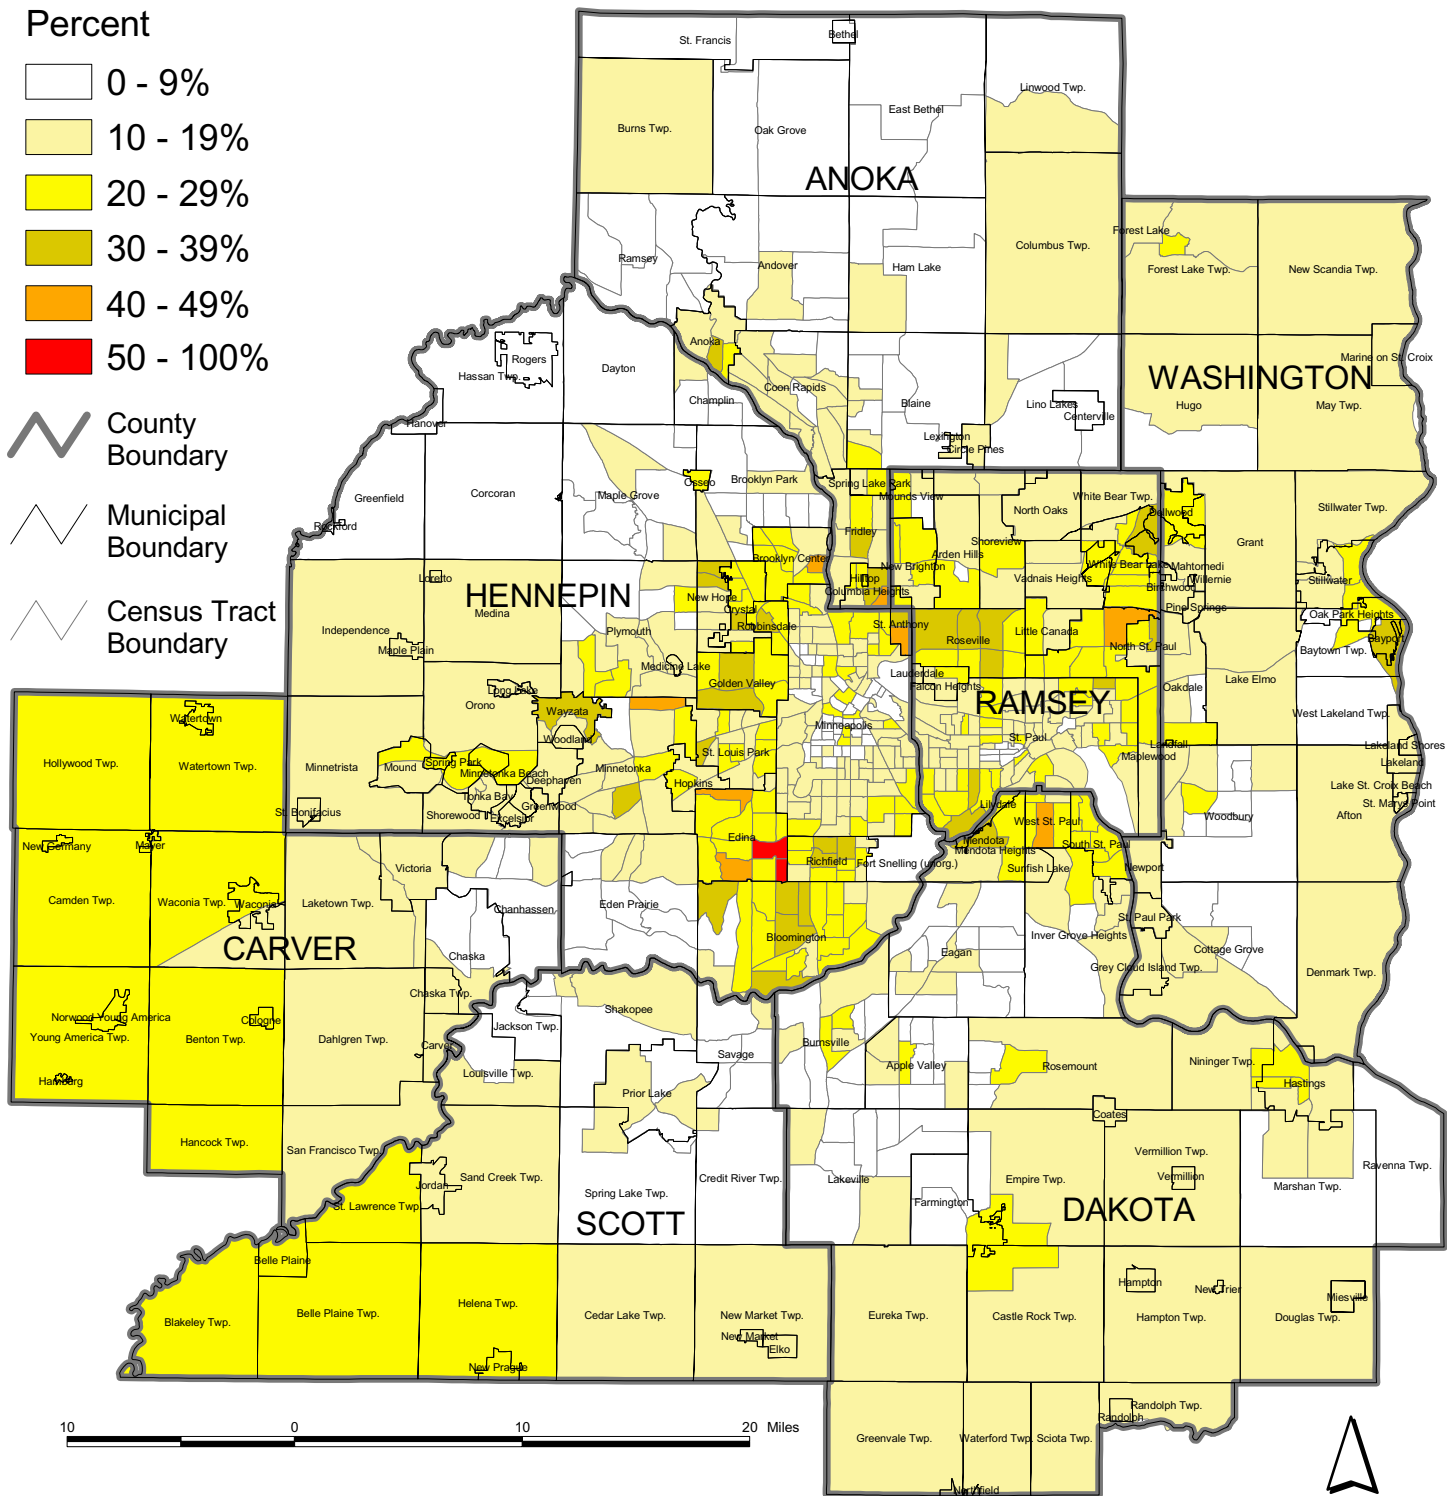 Percent
0 - 9%
10 - 19%
20 - 29%
30 - 39%
40 - 49%
50 - 100%
County
Boundary
Municipal
Boundary
Census Tract
Boundary
St. Francis
Bethel
Linwood Twp.
Burns Twp.
Oak Grove
East Bethel
ANOKA
Columbus Twp.
Ramsey
Andover
Ham Lake
Forest Lake
Forest Lake Twp.
New Scandia Twp.
Anoka
Coon Rapids
Blaine
Lino Lakes
Centerville
Lexington
Circle Pines
WASHINGTON
Marine on St. Croix
Hugo
May Twp.
Rogers
Hassan Twp.
Dayton
Champlin
Hanover
Greenfield
Corcoran
Maple Grove
Osseo
Brooklyn Park
Rockford
Spring Lake Park
Mounds View
White Bear Twp.
North Oaks
Dellwood
Stillwater Twp.
Fridley
Shoreview
Arden Hills
Grant
Brooklyn Center
New Brighton
Vadnais Heights
White Bear Lake
Mahtomedi
Willernie
Birthwood
Stillwater
Loretto
HENNEPIN
Medina
New Hope
Hilltop
Columbia Heights
Crystal
Robbinsdale
Pine Springs
Oak Park Heights
Independence
Maple Plain
Plymouth
Medicine Lake
St. Anthony
Roseville
Little Canada
North St. Paul
Bayport
Baytown Twp.
Golden Valley
Lauderdale
Falcon Heights
RAMSEY
Oakdale
Lake Elmo
Long Lake
Orono
Wayzata
Woodland
Minneapolis
St. Paul
Maplewood
Landfall
West Lakeland Twp.
Lakeland Shores
Lakeland
Watertown
Hollywood Twp.
Watertown Twp.
Minnetrista
Mound
Spring Park
Minnetonka Beach
Deephaven
Minnetonka
St. Louis Park
Hopkins
Tonka Bay
Greenwood
Shorewood
Excelsior
St. Bonifacius
Lake St. Croix Beach
St. Marys Point
Afton
Woodbury
Lilydale
West St. Paul
Mendota
Mendota Heights
South St. Paul
Sunfish Lake
Newport
New Germany
Mayer
Edina
Richfield
Fort Snelling (unorg.)
Victoria
Camden Twp.
Waconia Twp.
Waconia
Laketown Twp.
Chanhassen
Eden Prairie
St. Paul Park
CARVER
Chaska
Bloomington
Eagan
Inver Grove Heights
Cottage Grove
Grey Cloud Island Twp.
Denmark Twp.
Chaska Twp.
Norwood Young America
Young America Twp.
Cologne
Benton Twp.
Dahlgren Twp.
Carver
Jackson Twp.
Shakopee
Louisville Twp.
Savage
Burnsville
Apple Valley
Rosemount
Nininger Twp.
Hastings
Hamburg
Prior Lake
Coates
Hancock Twp.
San Francisco Twp.
Jordan
Sand Creek Twp.
Spring Lake Twp.
Credit River Twp.
Lakeville
Farmington
Empire Twp.
Vermillion Twp.
Vermillion
Marshan Twp.
Ravenna Twp.
St. Lawrence Twp.
SCOTT
DAKOTA
Belle Plaine
Blakeley Twp.
Belle Plaine Twp.
Helena Twp.
New Prague
Cedar Lake Twp.
New Market Twp.
New Market
Elko
Eureka Twp.
Castle Rock Twp.
Hampton
Hampton Twp.
New Trier
Douglas Twp.
Miesville
Randolph Twp.
Randolph
Greenvale Twp.
Waterford Twp.
Sciota Twp.
Northfield
10 0 10 20 Miles